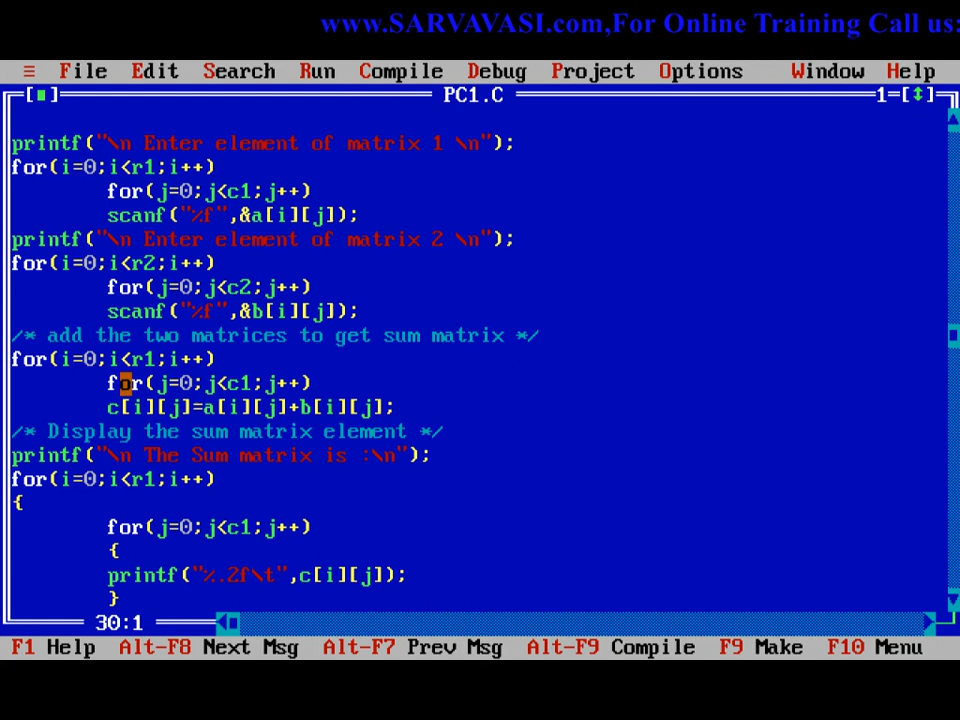 www.SARVAVASI.com,For Online Training Call us:
≡ File Edit Search Run Compile Debug Project Options Window Help
[■] PC1.C 1=[↕]
printf("\n Enter element of matrix 1 \n");
for(i=0;i<r1;i++)
for(j=0;j<c1;j++)
scanf("%f",&a[i][j]);
printf("\n Enter element of matrix 2 \n");
for(i=0;i<r2;i++)
for(j=0;j<c2;j++)
scanf("%f",&b[i][j]);
/* add the two matrices to get sum matrix */
for(i=0;i<r1;i++)
for(j=0;j<c1;j++)
c[i][j]=a[i][j]+b[i][j];
/* Display the sum matrix element */
printf("\n The Sum matrix is :\n");
for(i=0;i<r1;i++)
{
for(j=0;j<c1;j++)
{
printf("%.2f\t",c[i][j]);
}
30:1
F1 Help Alt-F8 Next Msg Alt-F7 Prev Msg Alt-F9 Compile F9 Make F10 Menu